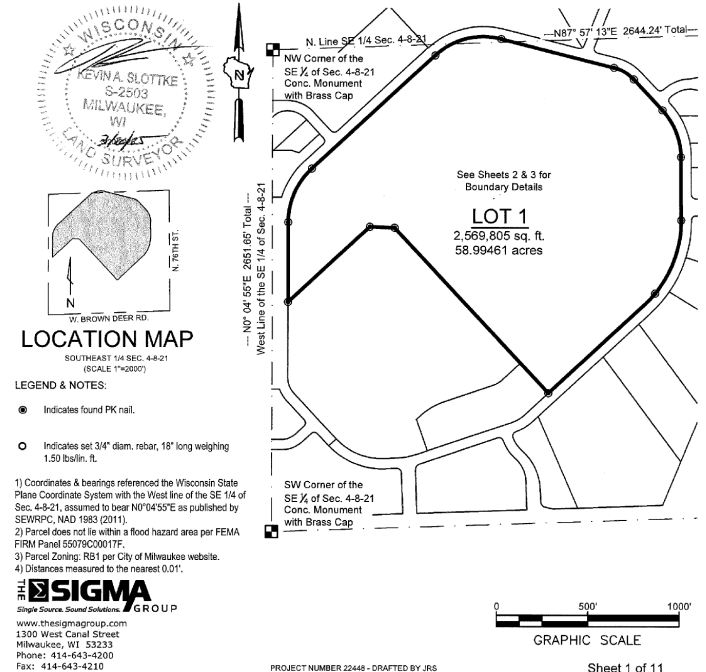 WISCONSIN
KEVIN A. SLOTTKE
S-2503
MILWAUKEE,
WI
LAND SURVEYOR
N
N. Line SE 1/4 Sec. 4-8-21
N87° 57' 13"E 2644.24' Total
NW Corner of the
SE ¼ of Sec. 4-8-21
Conc. Monument
with Brass Cap
See Sheets 2 & 3 for
Boundary Details
LOT 1
2,569,805 sq. ft.
58.99461 acres
N0° 04' 55"E 2651.65' Total
West Line of the SE 1/4 of Sec. 4-8-21
N. 76TH ST.
N
W. BROWN DEER RD.
LOCATION MAP
SOUTHEAST 1/4 SEC. 4-8-21
(SCALE 1"=2000')
LEGEND & NOTES:
Indicates found PK nail.
Indicates set 3/4" diam. rebar, 18" long weighing
1.50 lbs/lin. ft.
1) Coordinates & bearings referenced the Wisconsin State
Plane Coordinate System with the West line of the SE 1/4 of
Sec. 4-8-21, assumed to bear N0°04'55"E as published by
SEWRPC, NAD 1983 (2011).
2) Parcel does not lie within a flood hazard area per FEMA
FIRM Panel 55079C00017F.
3) Parcel Zoning: RB1 per City of Milwaukee website.
4) Distances measured to the nearest 0.01'.
SW Corner of the
SE ¼ of Sec. 4-8-21
Conc. Monument
with Brass Cap
THE SIGMA
Single Source. Sound Solutions. GROUP
www.thesigmagroup.com
1300 West Canal Street
Milwaukee, WI 53233
Phone: 414-643-4200
Fax: 414-643-4210
0 500' 1000'
GRAPHIC SCALE
PROJECT NUMBER 22448 - DRAFTED BY JRS
Sheet 1 of 11